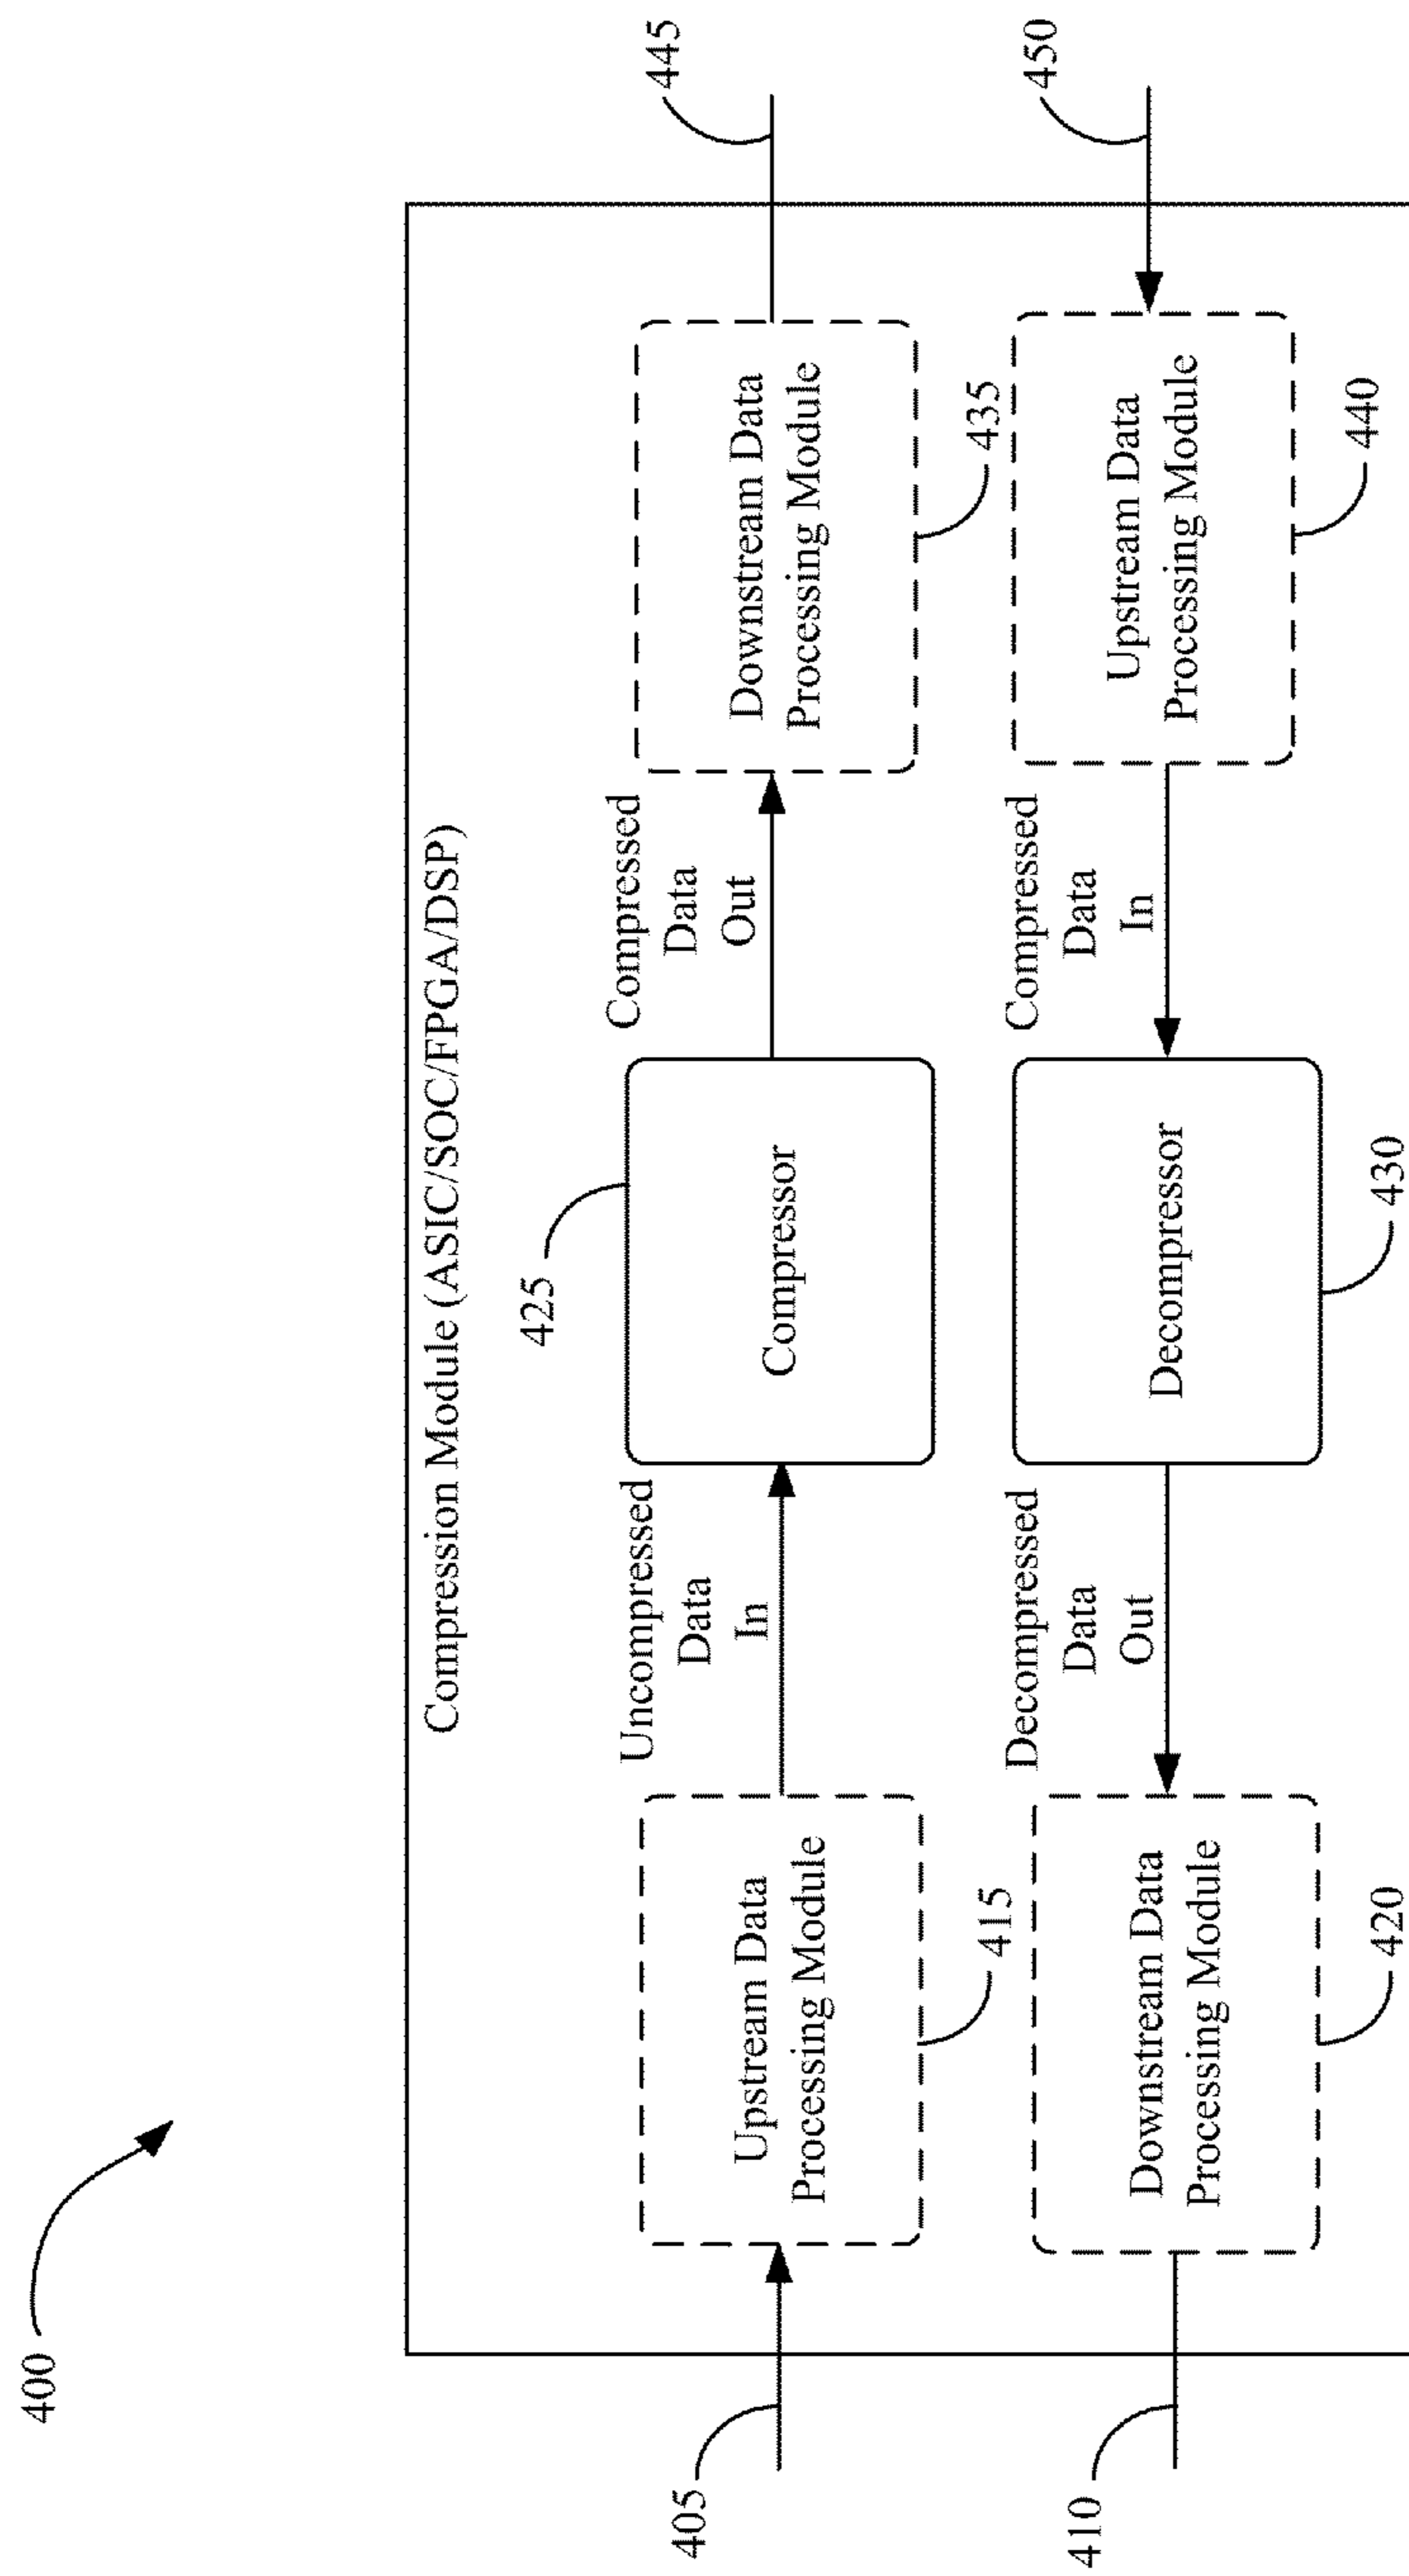 400
Compression Module (ASIC/SOC/FPGA/DSP)
405
Upstream Data
Processing Module
415
Uncompressed
Data
In
425
Compressor
Compressed
Data
Out
Downstream Data
Processing Module
435
445
410
Downstream Data
Processing Module
420
Decompressed
Data
Out
Decompressor
430
Compressed
Data
In
Upstream Data
Processing Module
440
450